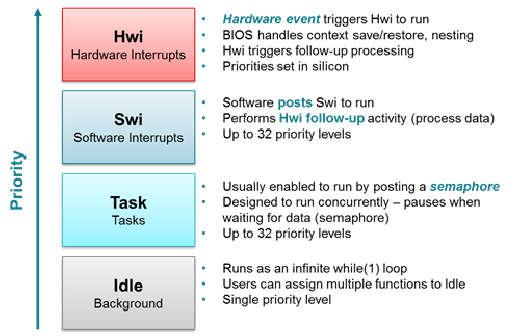 Priority
Hwi
Hardware Interrupts
• Hardware event triggers Hwi to run
• BIOS handles context save/restore, nesting
• Hwi triggers follow-up processing
• Priorities set in silicon
Swi
Software Interrupts
• Software posts Swi to run
• Performs Hwi follow-up activity (process data)
• Up to 32 priority levels
Task
Tasks
• Usually enabled to run by posting a semaphore
• Designed to run concurrently – pauses when
waiting for data (semaphore)
• Up to 32 priority levels
Idle
Background
• Runs as an infinite while(1) loop
• Users can assign multiple functions to Idle
• Single priority level